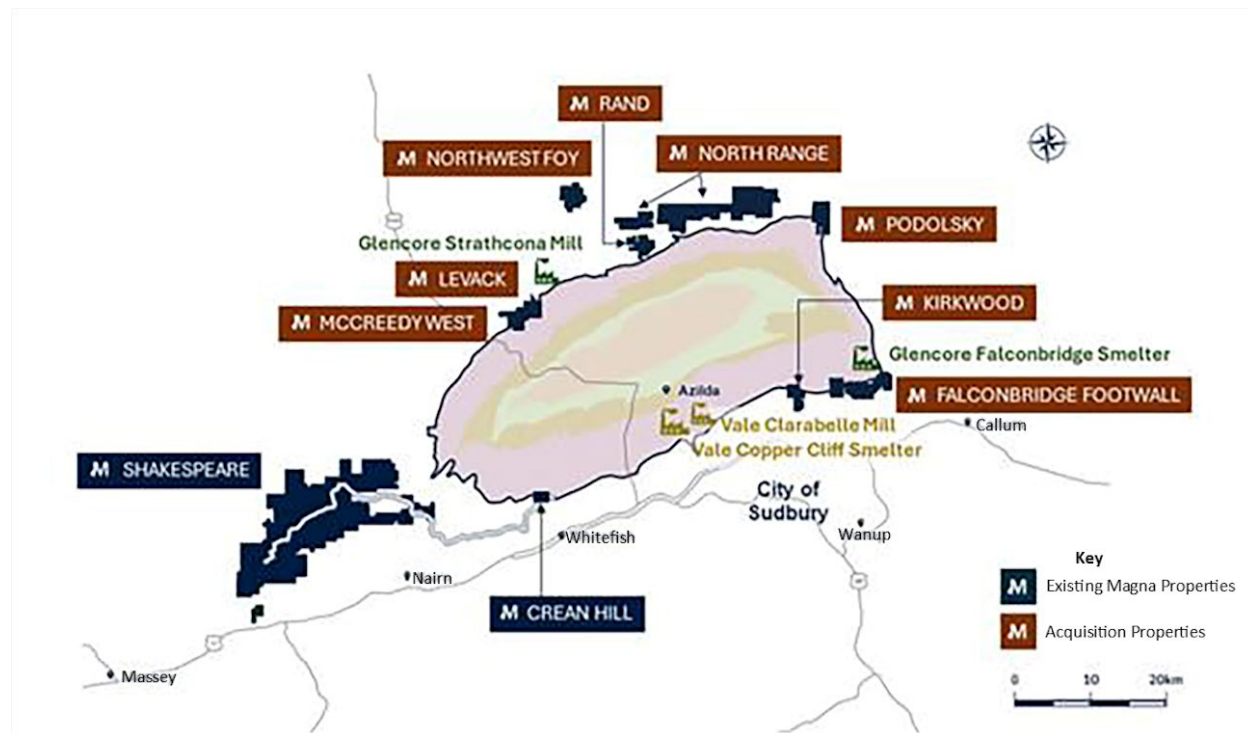 M RAND
M NORTHWEST FOY
M NORTH RANGE
M PODOLSKY
Glencore Strathcona Mill
M LEVACK
M KIRKWOOD
M MCCREEDY WEST
Glencore Falconbridge Smelter
Azilda
M FALCONBRIDGE FOOTWALL
Vale Clarabelle Mill
Callum
Vale Copper Cliff Smelter
M SHAKESPEARE
City of
Sudbury
Whitefish
Wanup
Nairn
Key
M Existing Magna Properties
M CREAN HILL
M Acquisition Properties
Massey
0 10 20km